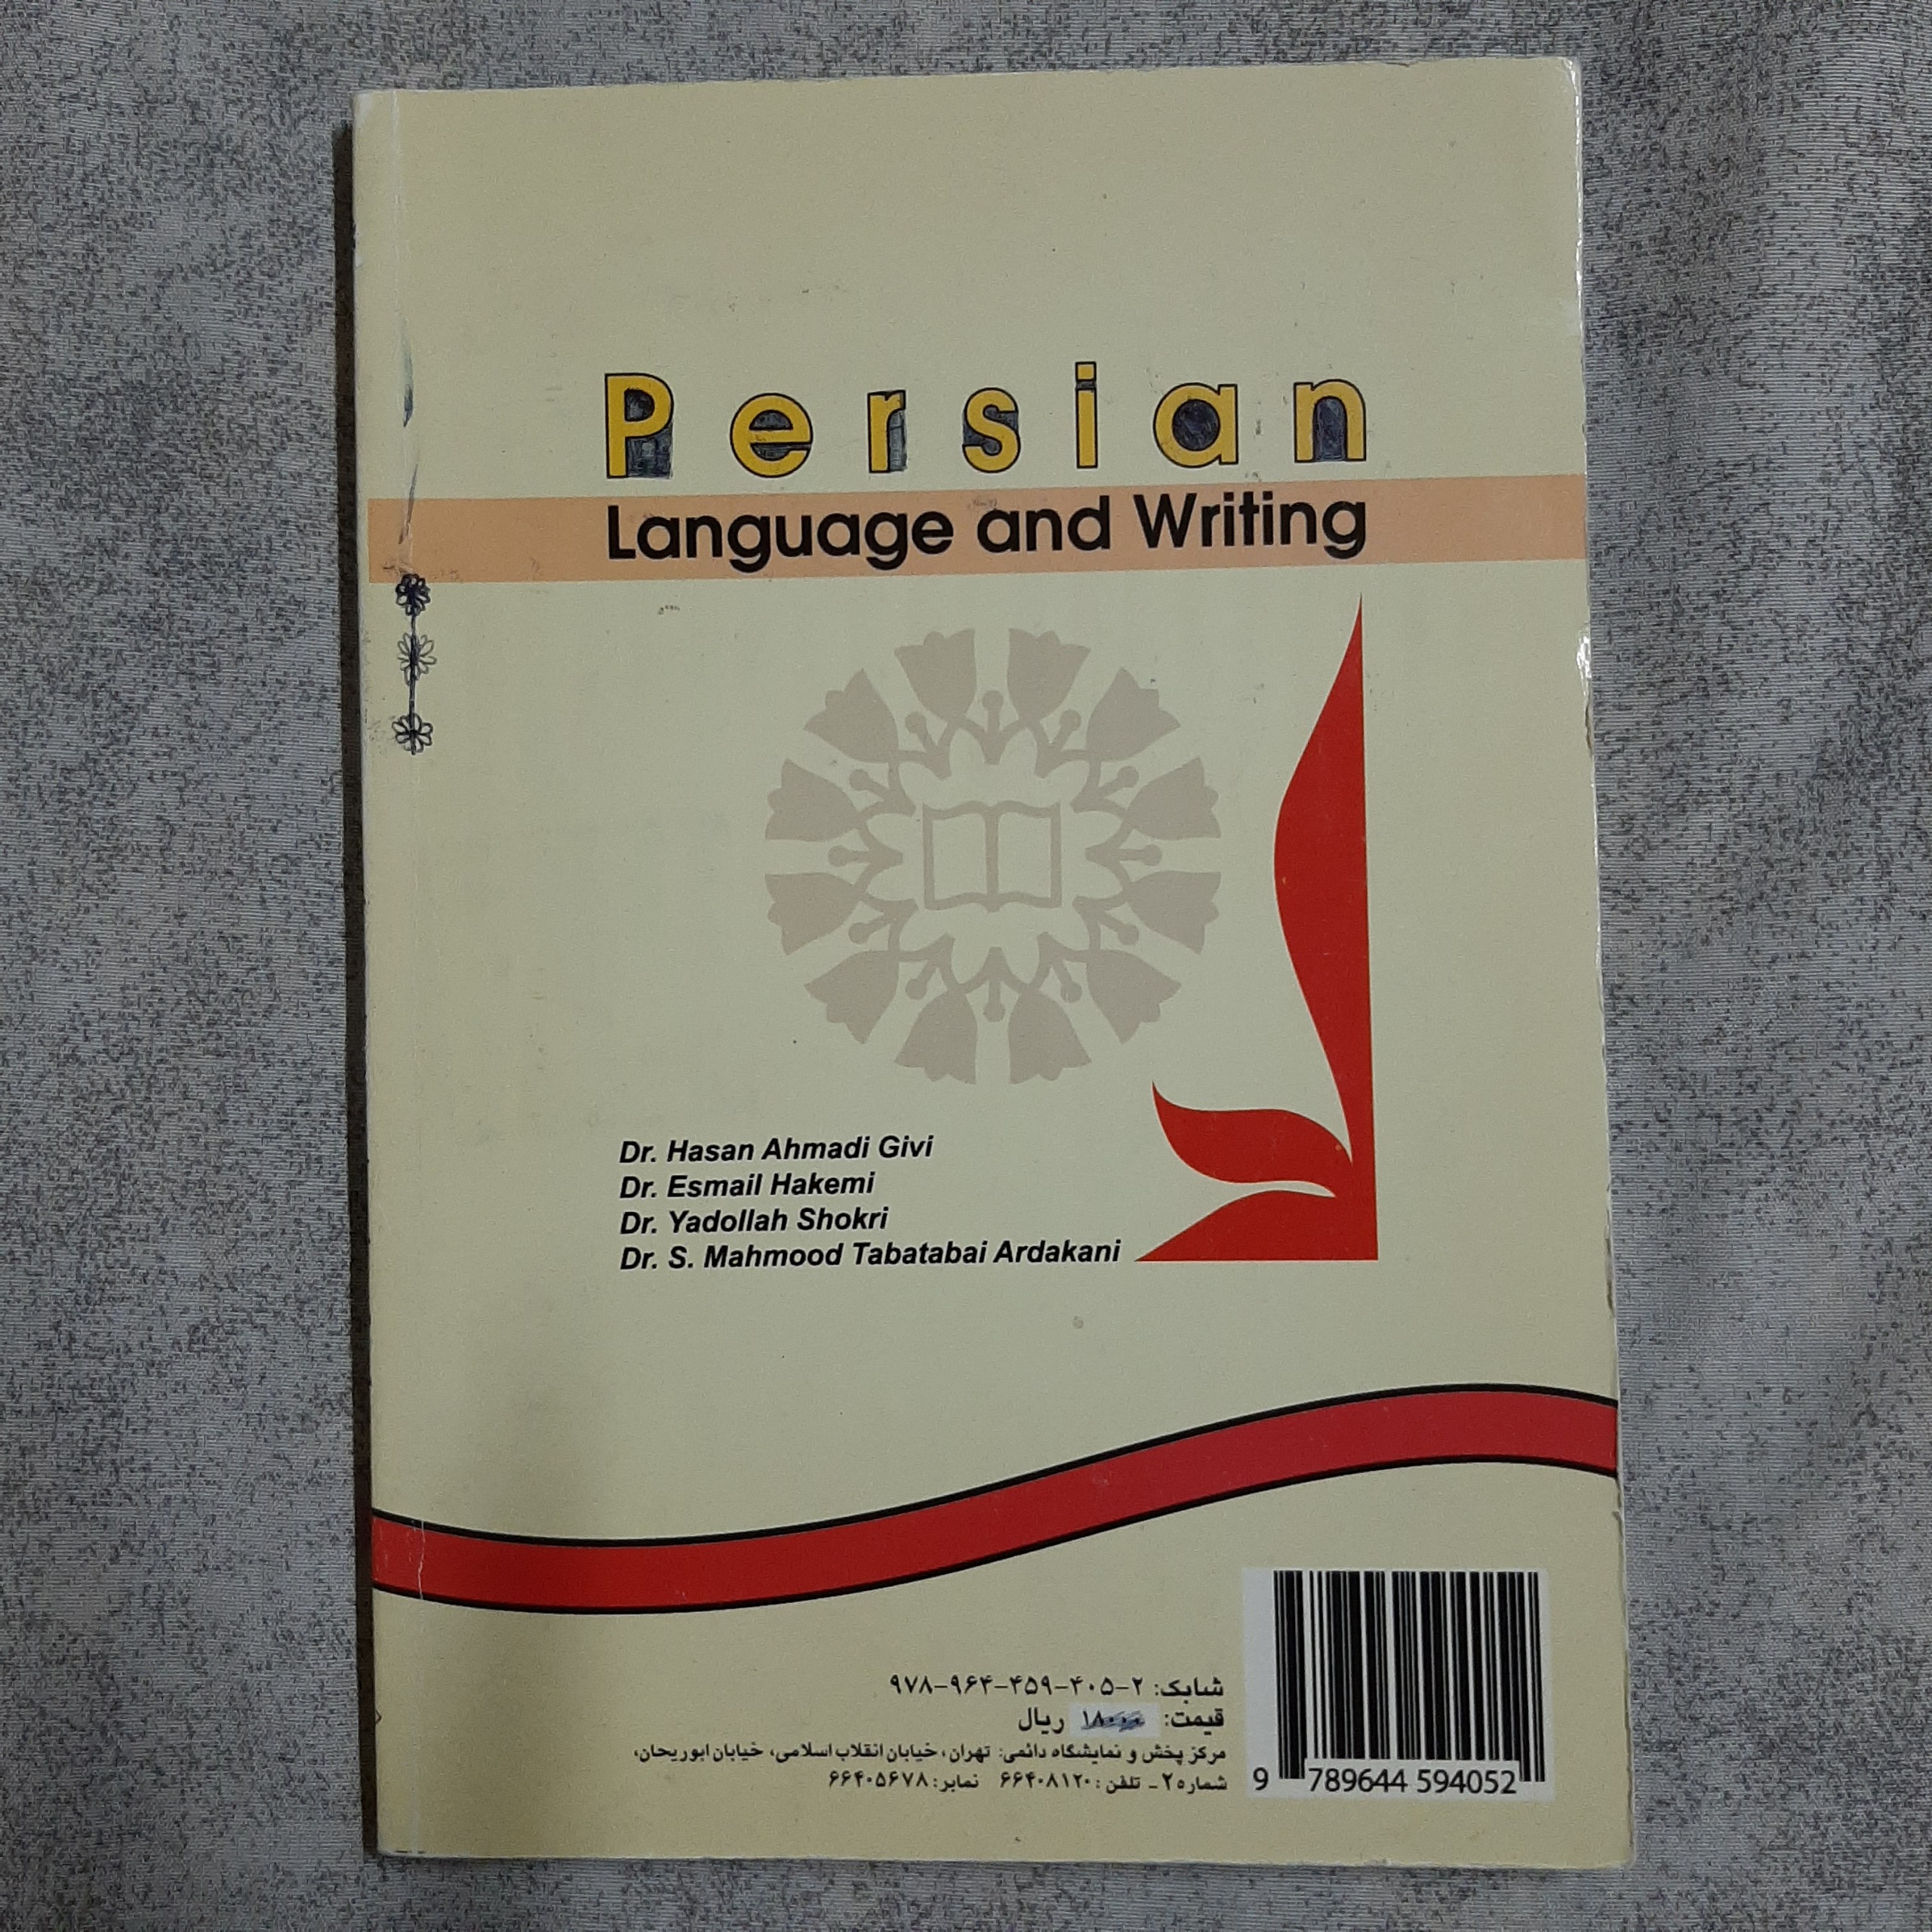 Persian
Language and Writing
Dr. Hasan Ahmadi Givi
Dr. Esmail Hakemi
Dr. Yadollah Shokri
Dr. S. Mahmood Tabatabai Ardakani
شابک: ۲-۴۰۵-۴۵۹-۹۶۴-۹۷۸
قیمت: ۱۸۰۰۰ ریال
مرکز پخش و نمایشگاه دائمی: تهران، خیابان انقلاب اسلامی، خیابان ابوریحان،
شماره ۲- تلفن: ۶۶۴۰۸۱۲۰ نمابر: ۶۶۴۰۵۶۷۸
9 789644 594052